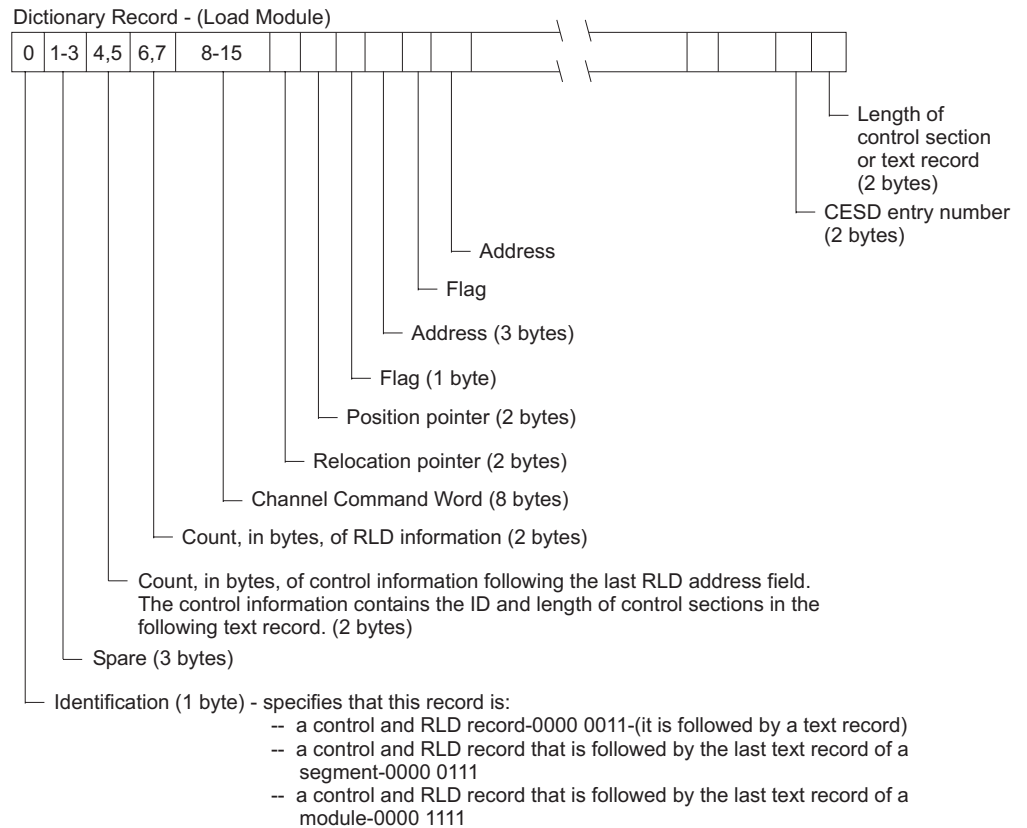 Dictionary Record - (Load Module)
0 1-3 4,5 6,7 8-15
Length of
control section
or text record
(2 bytes)
CESD entry number
(2 bytes)
Address
Flag
Address (3 bytes)
Flag (1 byte)
Position pointer (2 bytes)
Relocation pointer (2 bytes)
Channel Command Word (8 bytes)
Count, in bytes, of RLD information (2 bytes)
Count, in bytes, of control information following the last RLD address field.
The control information contains the ID and length of control sections in the
following text record. (2 bytes)
Spare (3 bytes)
Identification (1 byte) - specifies that this record is:
-- a control and RLD record-0000 0011-(it is followed by a text record)
-- a control and RLD record that is followed by the last text record of a
segment-0000 0111
-- a control and RLD record that is followed by the last text record of a
module-0000 1111